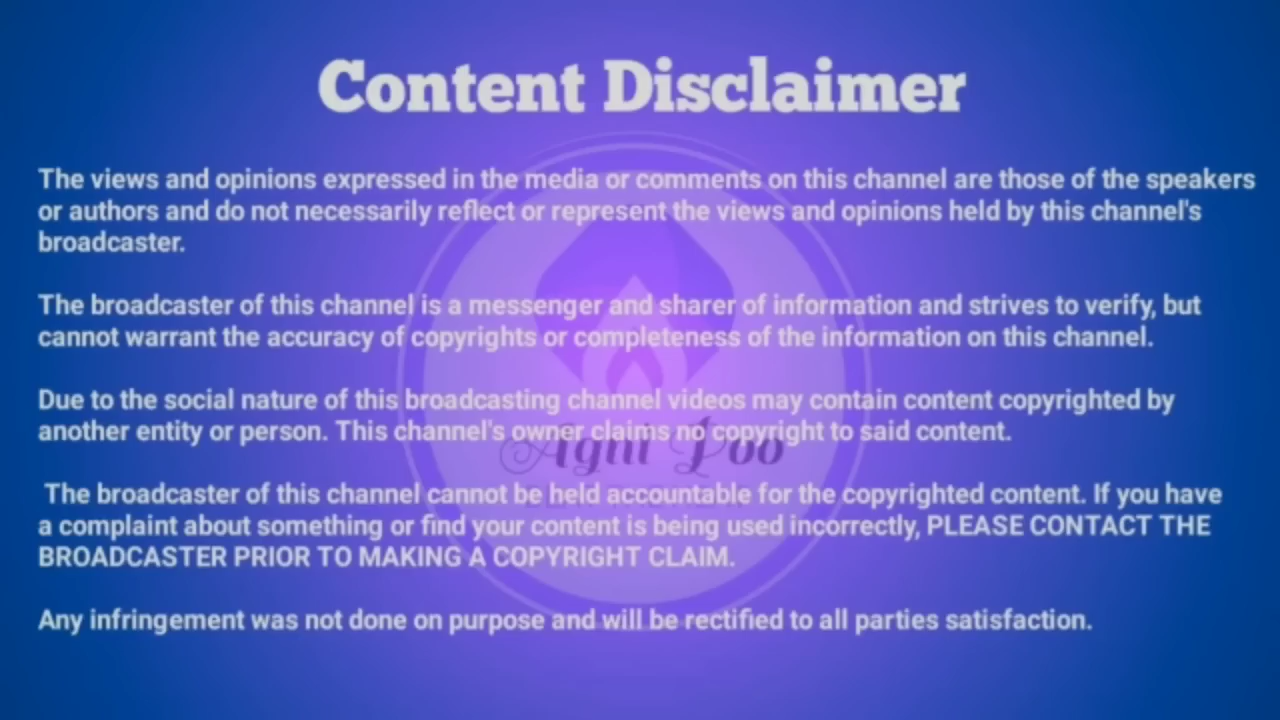 Content Disclaimer
The views and opinions expressed in the media or comments on this channel are those of the speakers
or authors and do not necessarily reflect or represent the views and opinions held by this channel's
broadcaster.
The broadcaster of this channel is a messenger and sharer of information and strives to verify, but
cannot warrant the accuracy of copyrights or completeness of the information on this channel.
Due to the social nature of this broadcasting channel videos may contain content copyrighted by
another entity or person. This channel's owner claims no copyright to said content.
Agni Poo
The broadcaster of this channel cannot be held accountable for the copyrighted content. If you have
a complaint about something or find your content is being used incorrectly, PLEASE CONTACT THE
BROADCASTER PRIOR TO MAKING A COPYRIGHT CLAIM.
Any infringement was not done on purpose and will be rectified to all parties satisfaction.